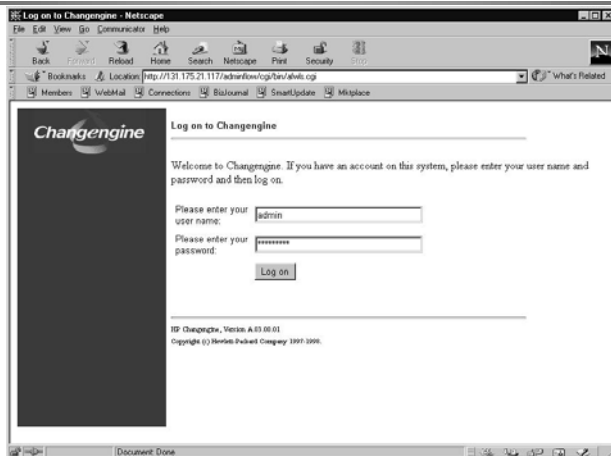 Log on to Changengine - Netscape
File Edit View Go Communicator Help
Back Forward Reload Home Search Netscape Print Security Stop
N
Bookmarks Location: http://131.175.21.117/adminflow/cgi/bin/afwls.cgi What's Related
Members WebMail Connections BizJournal SmartUpdate Mktplace
Changengine
Log on to Changengine
Welcome to Changengine. If you have an account on this system, please enter your user name and
password and then log on.
Please enter your
user name:
admin
Please enter your
password:
*********
Log on
HP Changengine, Version A.03.00.01
Copyright (c) Hewlett-Packard Company 1997-1998.
Document: Done